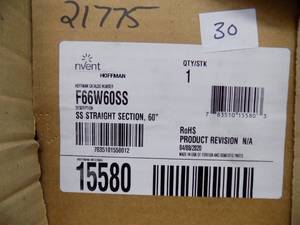 21775
30
nvent
HOFFMAN
QTY/STK
1
HOFFMAN CATALOG NUMBER
F66W60SS
DESCRIPTION
SS STRAIGHT SECTION, 60"
RoHS
PRODUCT REVISION N/A
04/08/2020
MADE IN USA OF FOREIGN AND DOMESTIC PARTS
15580